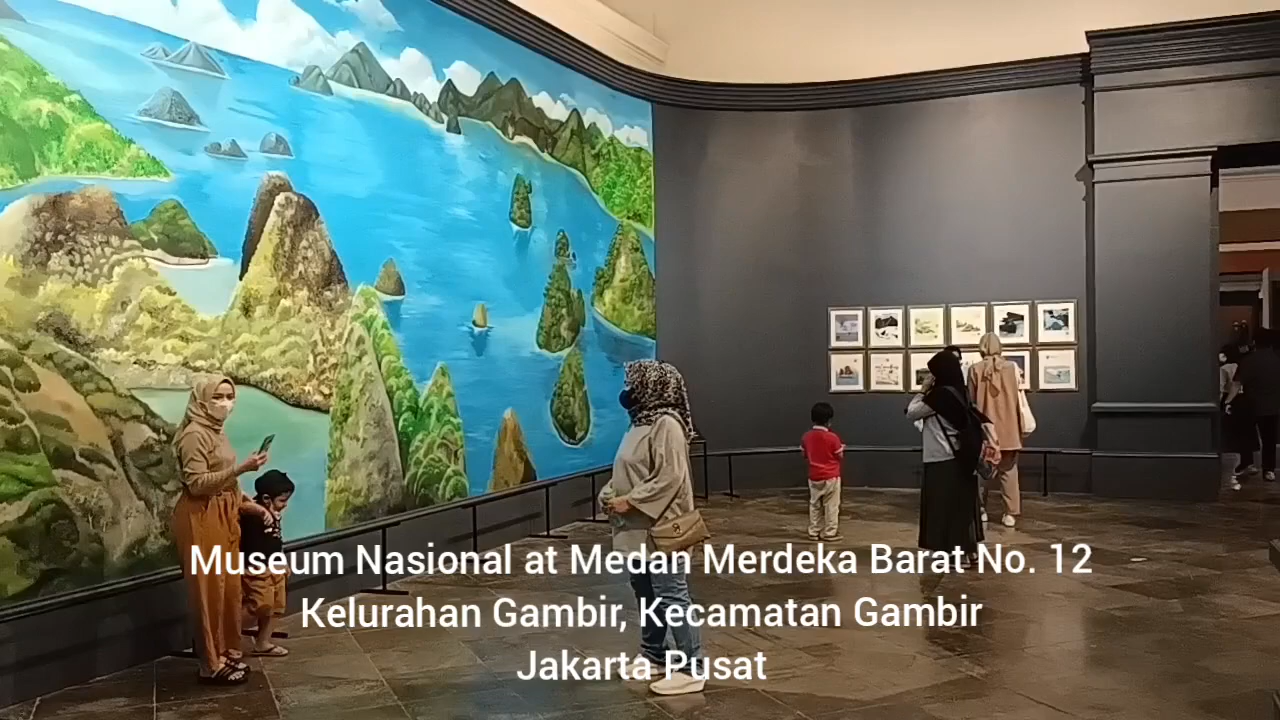 Museum Nasional at Medan Merdeka Barat No. 12
Kelurahan Gambir, Kecamatan Gambir
Jakarta Pusat